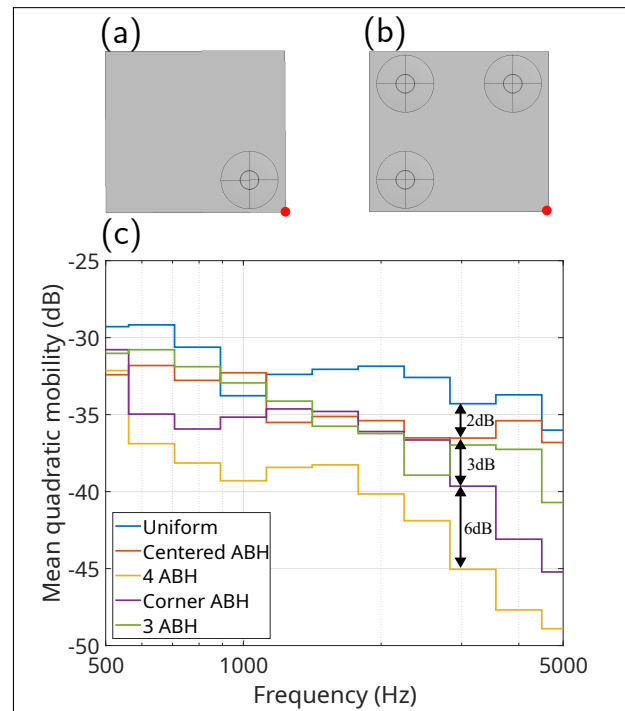 (a)
(b)
(c)
Mean quadratic mobility (dB)
-25
-30
-35
-40
-45
-50
2dB
3dB
6dB
Uniform
Centered ABH
4 ABH
Corner ABH
3 ABH
500
1000
5000
Frequency (Hz)